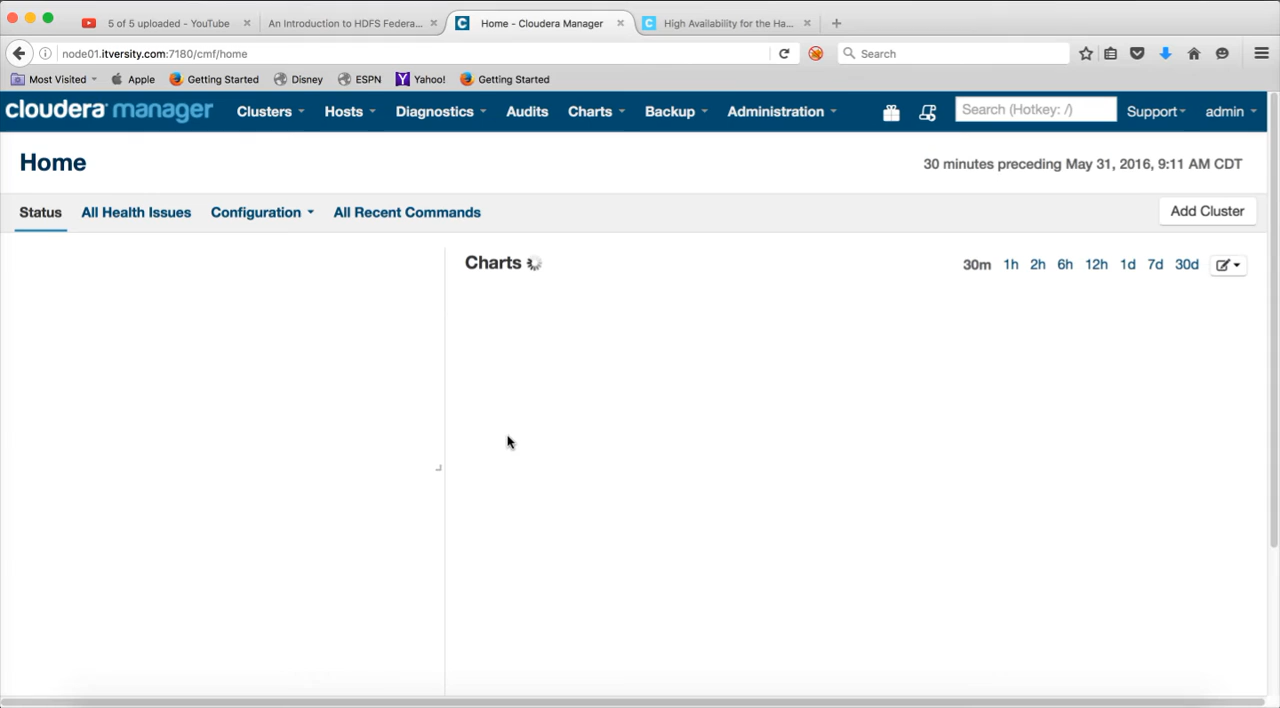 5 of 5 uploaded - YouTube
An Introduction to HDFS Federa...
Home - Cloudera Manager
High Availability for the Ha...
node01.itversity.com:7180/cmf/home
Search
Most Visited
Apple
Getting Started
Disney
ESPN
Yahoo!
Getting Started
cloudera manager
Clusters
Hosts
Diagnostics
Audits
Charts
Backup
Administration
Search (Hotkey: /)
Support
admin
Home
30 minutes preceding May 31, 2016, 9:11 AM CDT
Status
All Health Issues
Configuration
All Recent Commands
Add Cluster
Charts
30m 1h 2h 6h 12h 1d 7d 30d